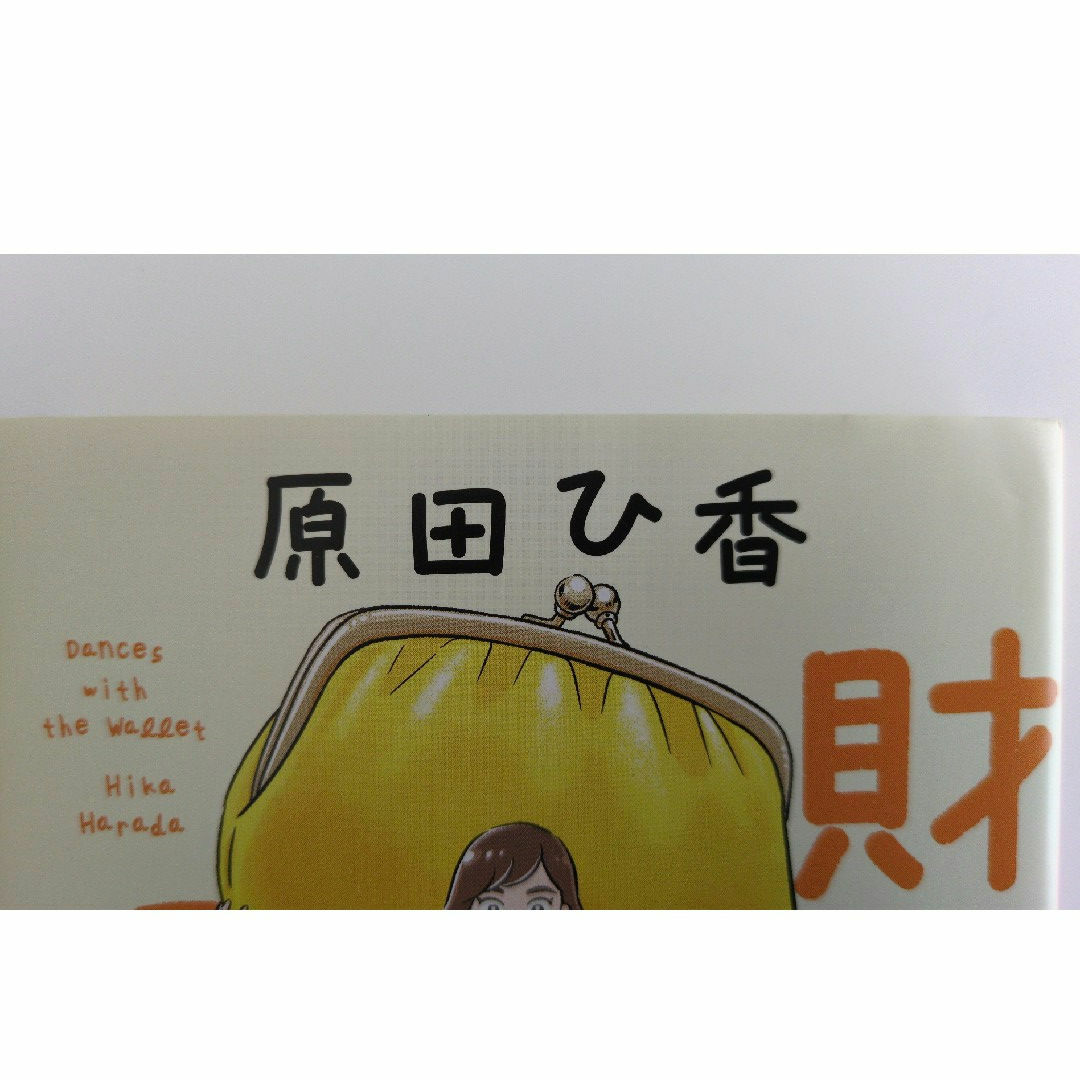 原田ひ香
財
Dances
with
the Wallet
Hika
Harada